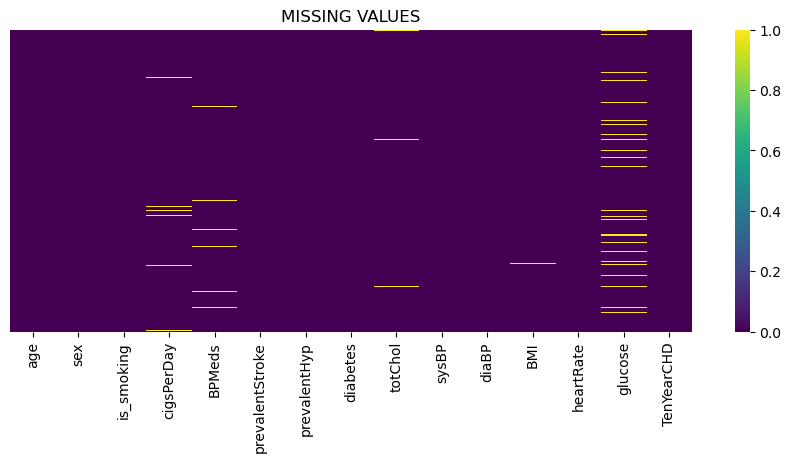 MISSING VALUES
1.0
0.8
0.6
0.4
0.2
0.0
age
sex
is_smoking
cigsPerDay
BPMeds
prevalentStroke
prevalentHyp
diabetes
totChol
sysBP
diaBP
BMI
heartRate
glucose
TenYearCHD